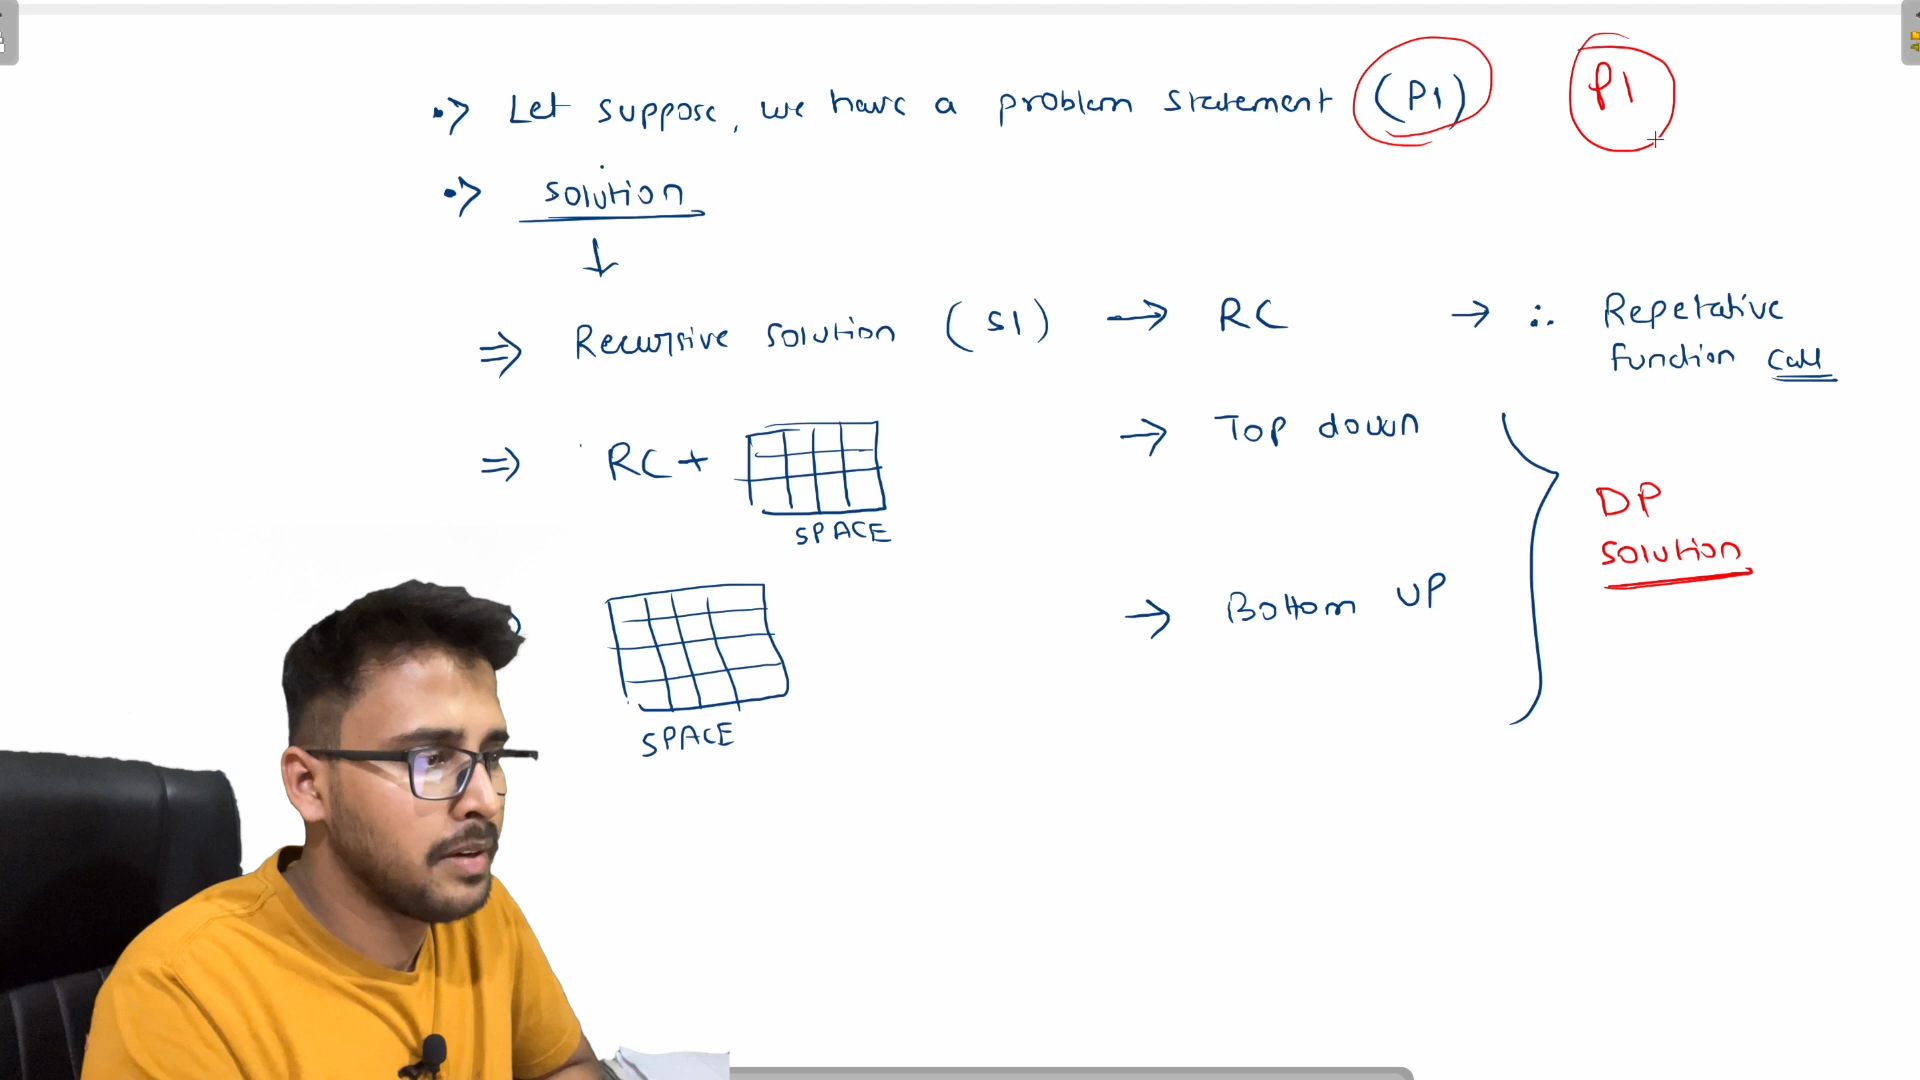 •> Let suppose, we have a problem statement (P1) P1
•> solution
⇒ Recursive solution (S1) → RC → ∴ Repetative
function call
⇒ RC + → Top down
SPACE
DP
solution
→ Bottom UP
SPACE